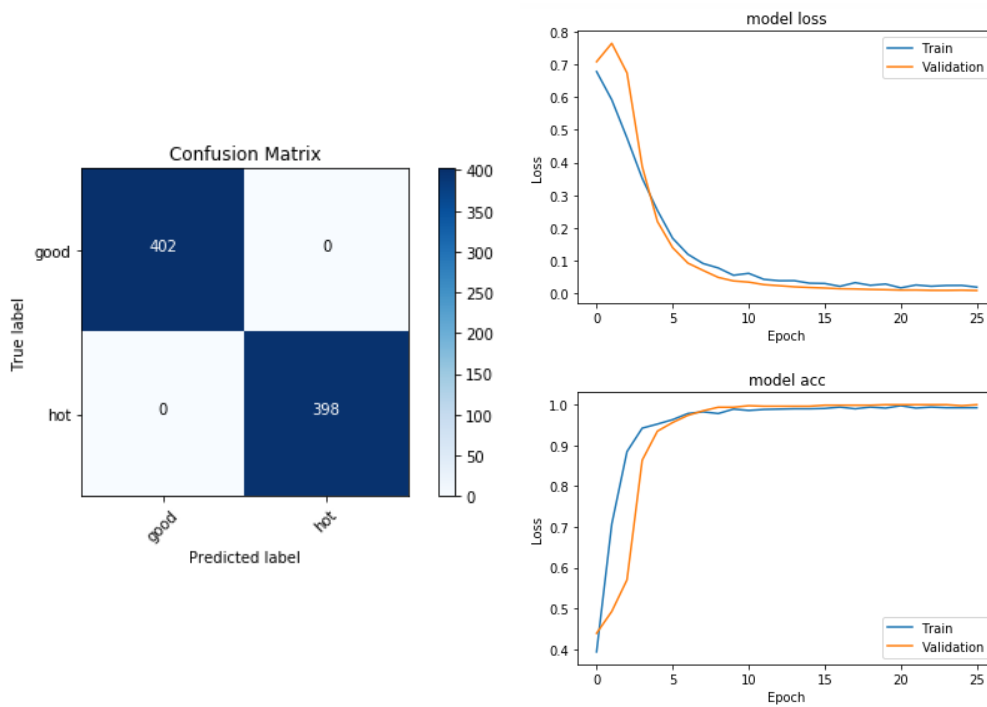 Confusion Matrix
True label
good
hot
402
0
0
398
good
hot
Predicted label
400
350
300
250
200
150
100
50
0
model loss
Loss
0.8
0.7
0.6
0.5
0.4
0.3
0.2
0.1
0.0
Train
Validation
0 5 10 15 20 25
Epoch
model acc
Loss
1.0
0.9
0.8
0.7
0.6
0.5
0.4
Train
Validation
0 5 10 15 20 25
Epoch